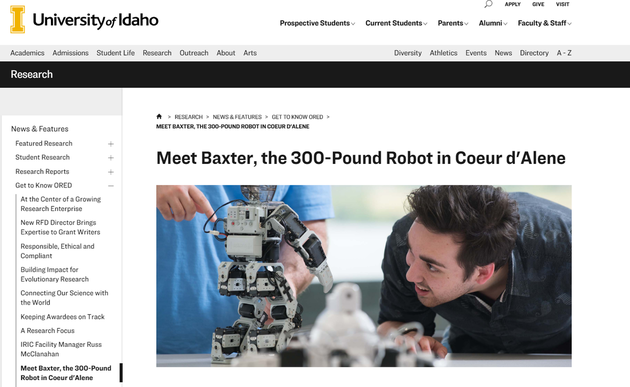 APPLY GIVE VISIT
I University of Idaho
Prospective Students Current Students Parents Alumni Faculty & Staff
Academics Admissions Student Life Research Outreach About Arts Diversity Athletics Events News Directory A - Z
Research
News & Features
Featured Research +
Student Research +
Research Reports +
Get to Know ORED —
At the Center of a Growing
Research Enterprise
New RFD Director Brings
Expertise to Grant Writers
Responsible, Ethical and
Compliant
Building Impact for
Evolutionary Research
Connecting Our Science with
the World
Keeping Awardees on Track
A Research Focus
IRIC Facility Manager Russ
McClanahan
Meet Baxter, the 300-Pound
Robot in Coeur d'Alene
> RESEARCH > NEWS & FEATURES > GET TO KNOW ORED >
MEET BAXTER, THE 300-POUND ROBOT IN COEUR D'ALENE
Meet Baxter, the 300-Pound Robot in Coeur d'Alene